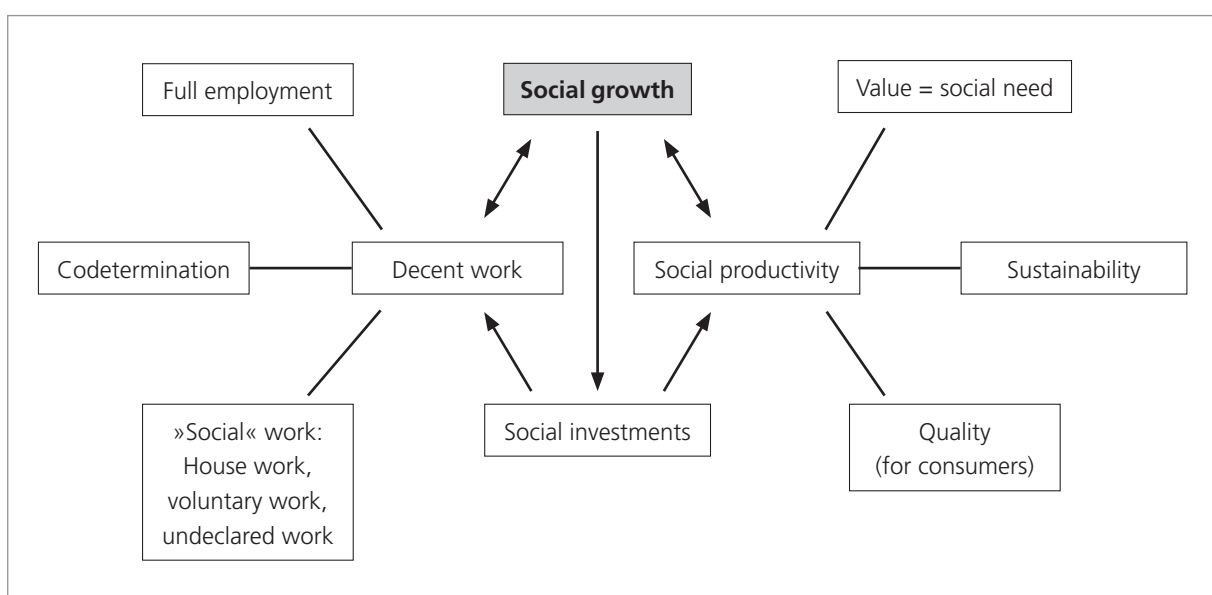 Full employment
Social growth
Value = social need
Codetermination
Decent work
Social productivity
Sustainability
»Social« work:
House work,
voluntary work,
undeclared work
Social investments
Quality
(for consumers)